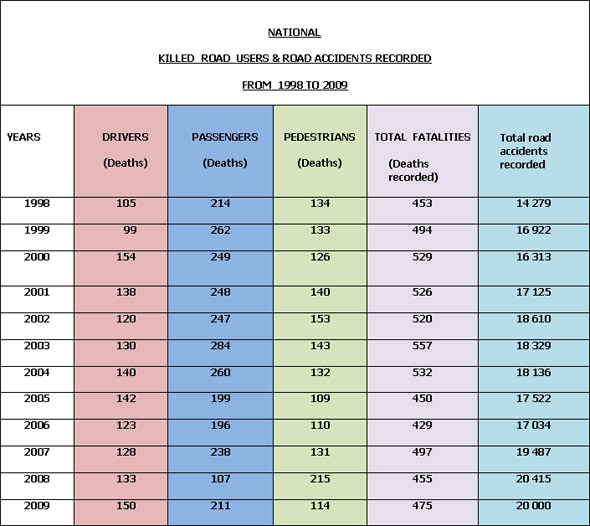 NATIONAL
KILLED ROAD USERS & ROAD ACCIDENTS RECORDED
FROM 1998 TO 2009
YEARS DRIVERS (Deaths) PASSENGERS (Deaths) PEDESTRIANS (Deaths) TOTAL FATALITIES (Deaths recorded) Total road accidents recorded
1998 105 214 134 453 14 279
1999 99 262 133 494 16 922
2000 154 249 126 529 16 313
2001 138 248 140 526 17 125
2002 120 247 153 520 18 610
2003 130 284 143 557 18 329
2004 140 260 132 532 18 136
2005 142 199 109 450 17 522
2006 123 196 110 429 17 034
2007 128 238 131 497 19 487
2008 133 107 215 455 20 415
2009 150 211 114 475 20 000